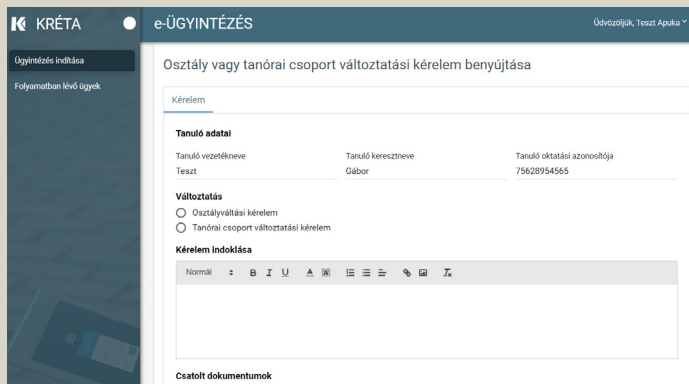 KRÉTA
e-ÜGYINTÉZÉS
Üdvözöljük, Teszt Apuka
Ügyintézés indítása
Folyamatban lévő ügyek
Osztály vagy tanórai csoport változtatási kérelem benyújtása
Kérelem
Tanuló adatai
Tanuló vezetékneve Tanuló keresztneve Tanuló oktatási azonosítója
Teszt Gábor 75628954565
Változtatás
Osztályváltási kérelem
Tanórai csoport változtatási kérelem
Kérelem indoklása
Normál B I U A
Csatolt dokumentumok